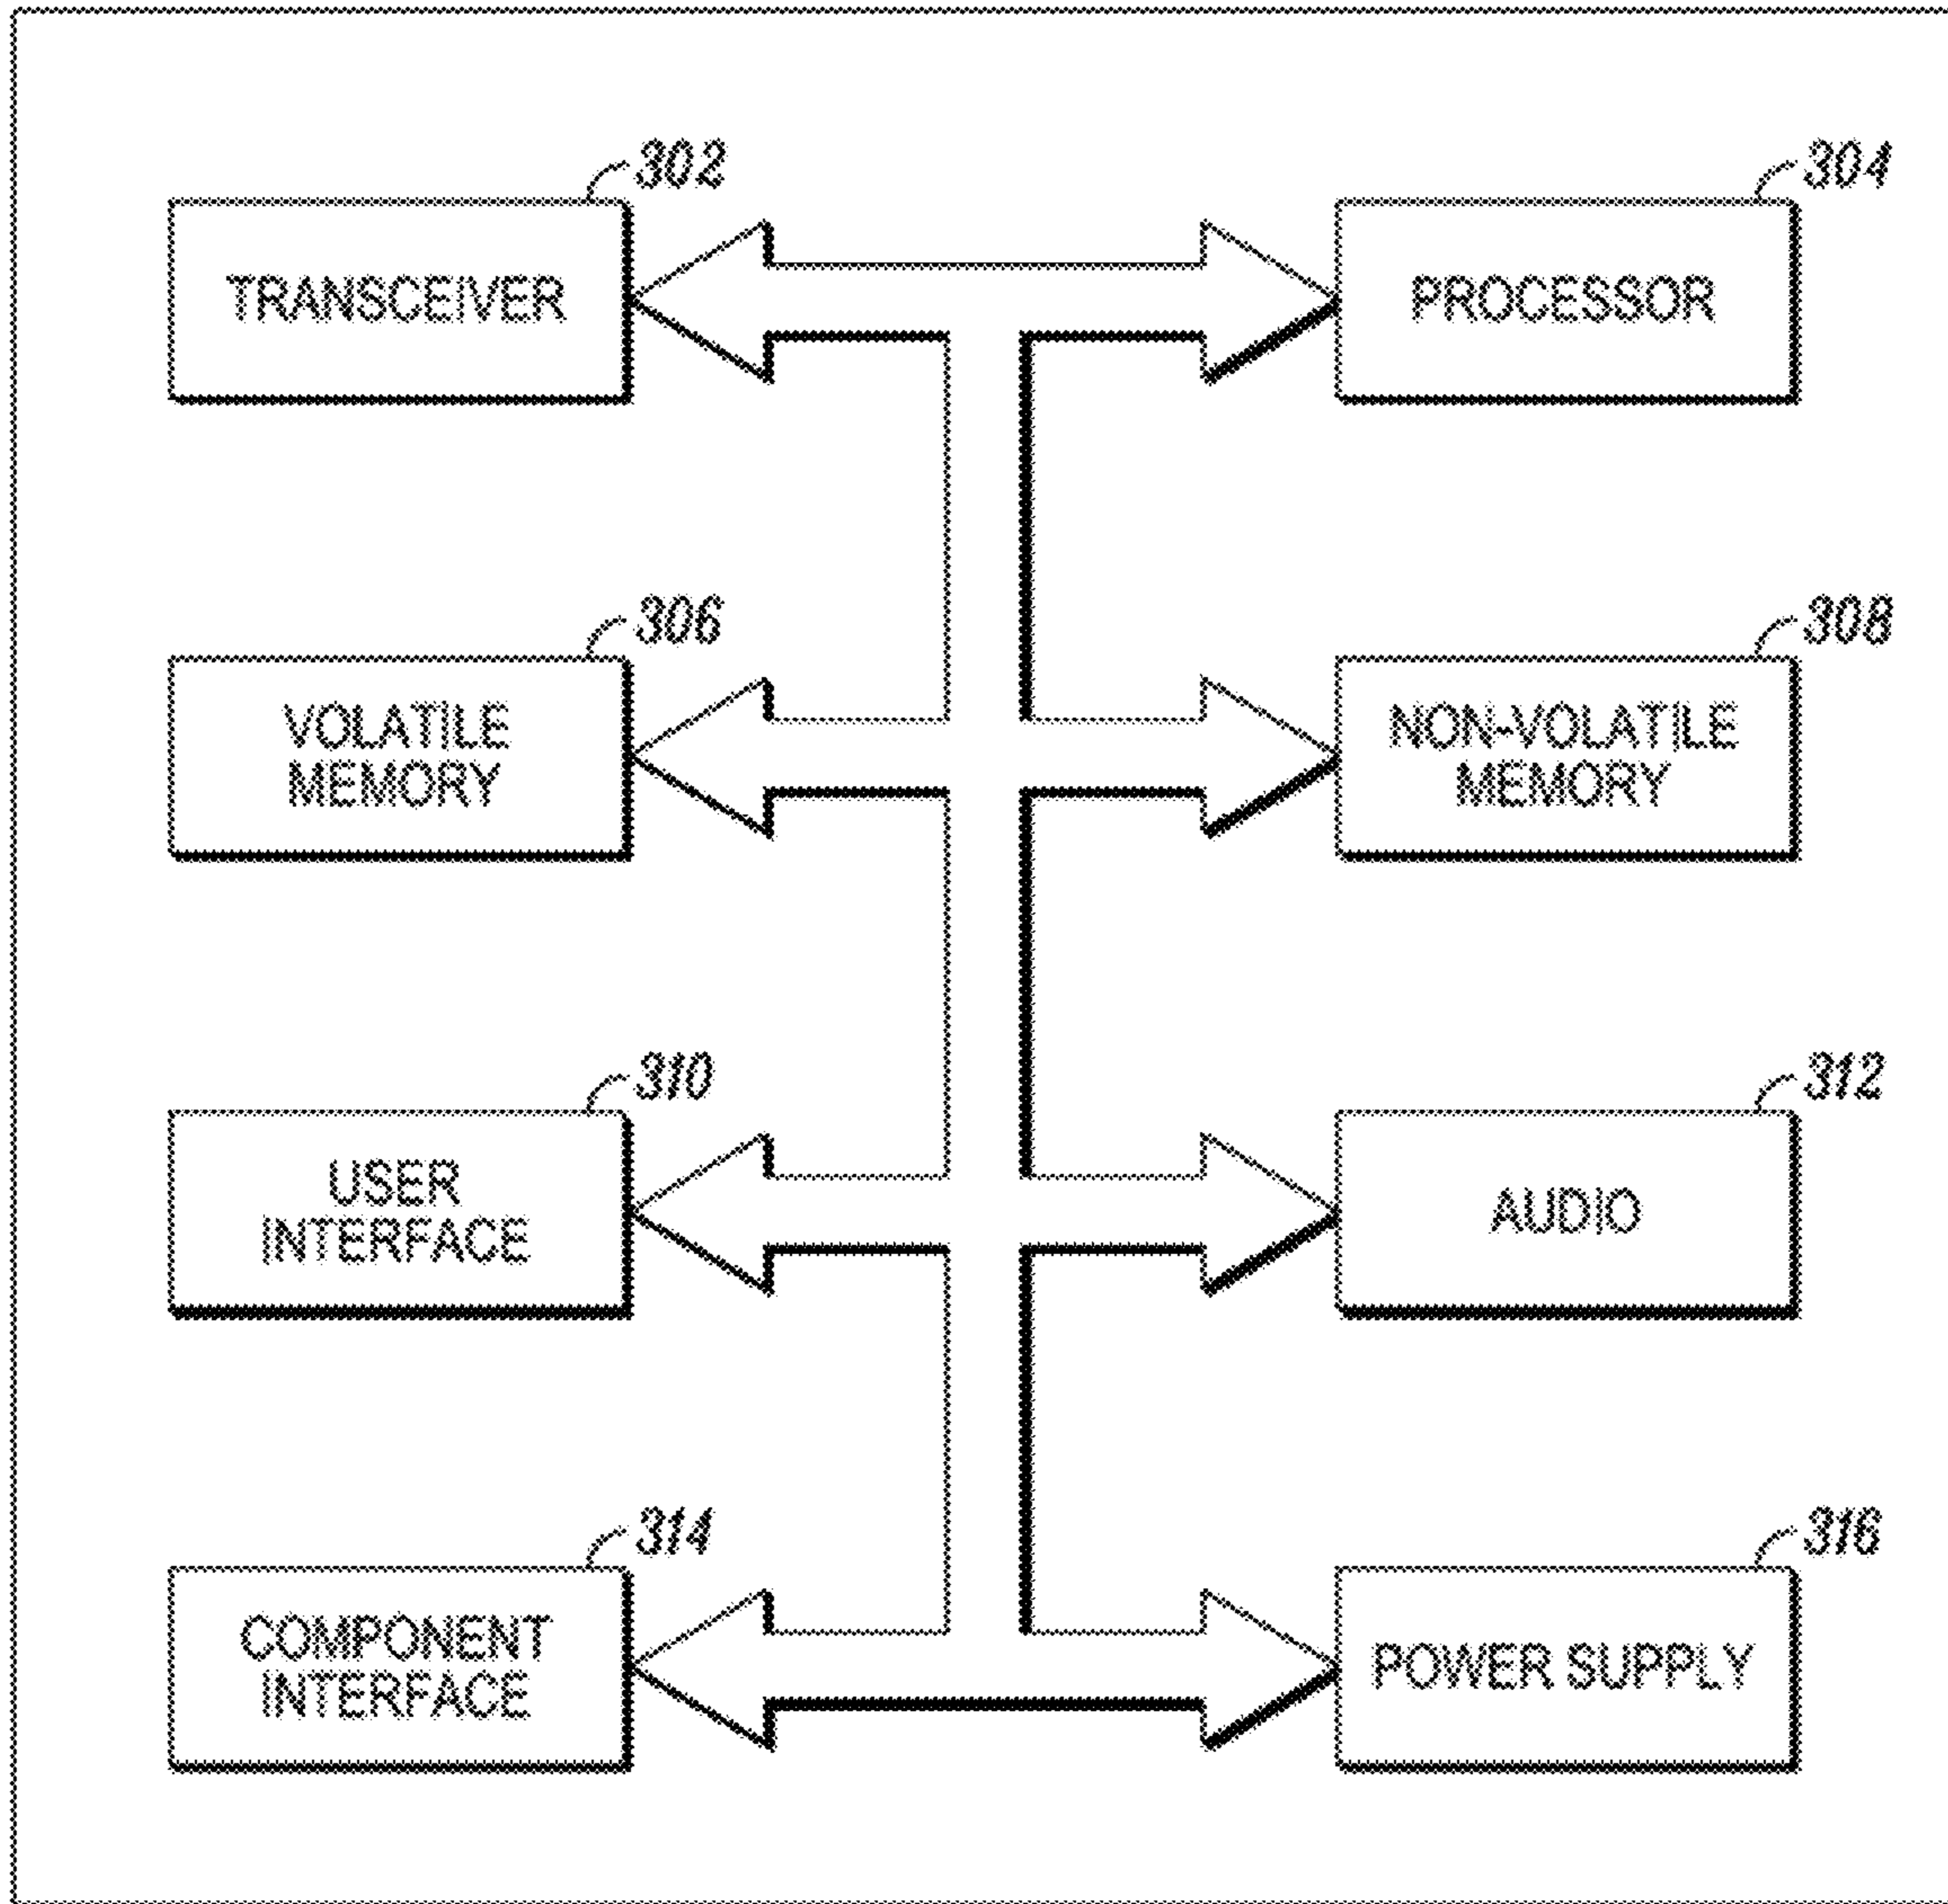 302
304
TRANSCEIVER
PROCESSOR
306
308
VOLATILE
MEMORY
NON-VOLATILE
MEMORY
310
312
USER
INTERFACE
AUDIO
314
316
COMPONENT
INTERFACE
POWER SUPPLY